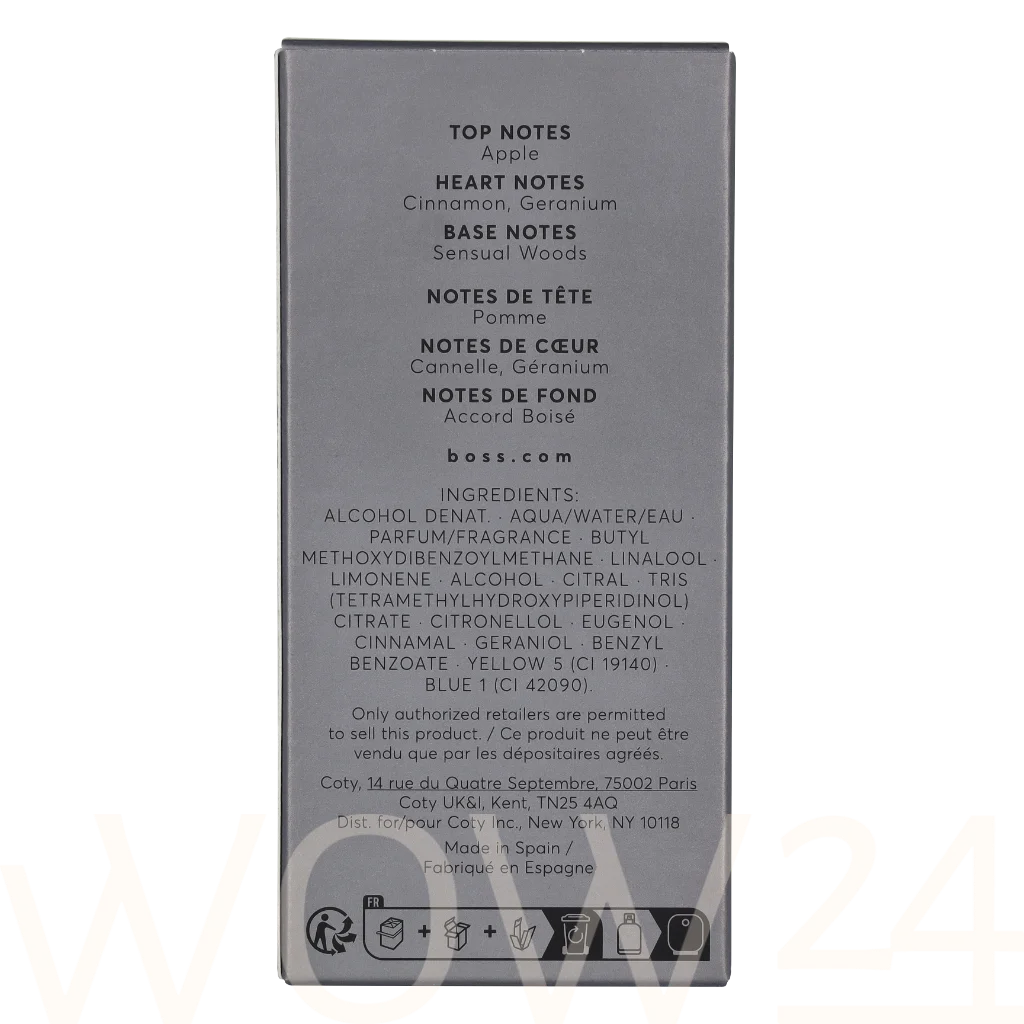 TOP NOTES
Apple
HEART NOTES
Cinnamon, Geranium
BASE NOTES
Sensual Woods
NOTES DE TÊTE
Pomme
NOTES DE CŒUR
Cannelle, Géranium
NOTES DE FOND
Accord Boisé
boss.com
INGREDIENTS:
ALCOHOL DENAT. · AQUA/WATER/EAU ·
PARFUM/FRAGRANCE · BUTYL
METHOXYDIBENZOYLMETHANE · LINALOOL ·
LIMONENE · ALCOHOL · CITRAL · TRIS
(TETRAMETHYLHYDROXYPIPERIDINOL)
CITRATE · CITRONELLOL · EUGENOL ·
CINNAMAL · GERANIOL · BENZYL
BENZOATE · YELLOW 5 (CI 19140) ·
BLUE 1 (CI 42090).
Only authorized retailers are permitted
to sell this product. / Ce produit ne peut être
vendu que par les dépositaires agréés.
Coty, 14 rue du Quatre Septembre, 75002 Paris
Coty UK&I, Kent, TN25 4AQ
Dist. for/pour Coty Inc., New York, NY 10118
Made in Spain /
Fabriqué en Espagne
FR
+ +
WOW24